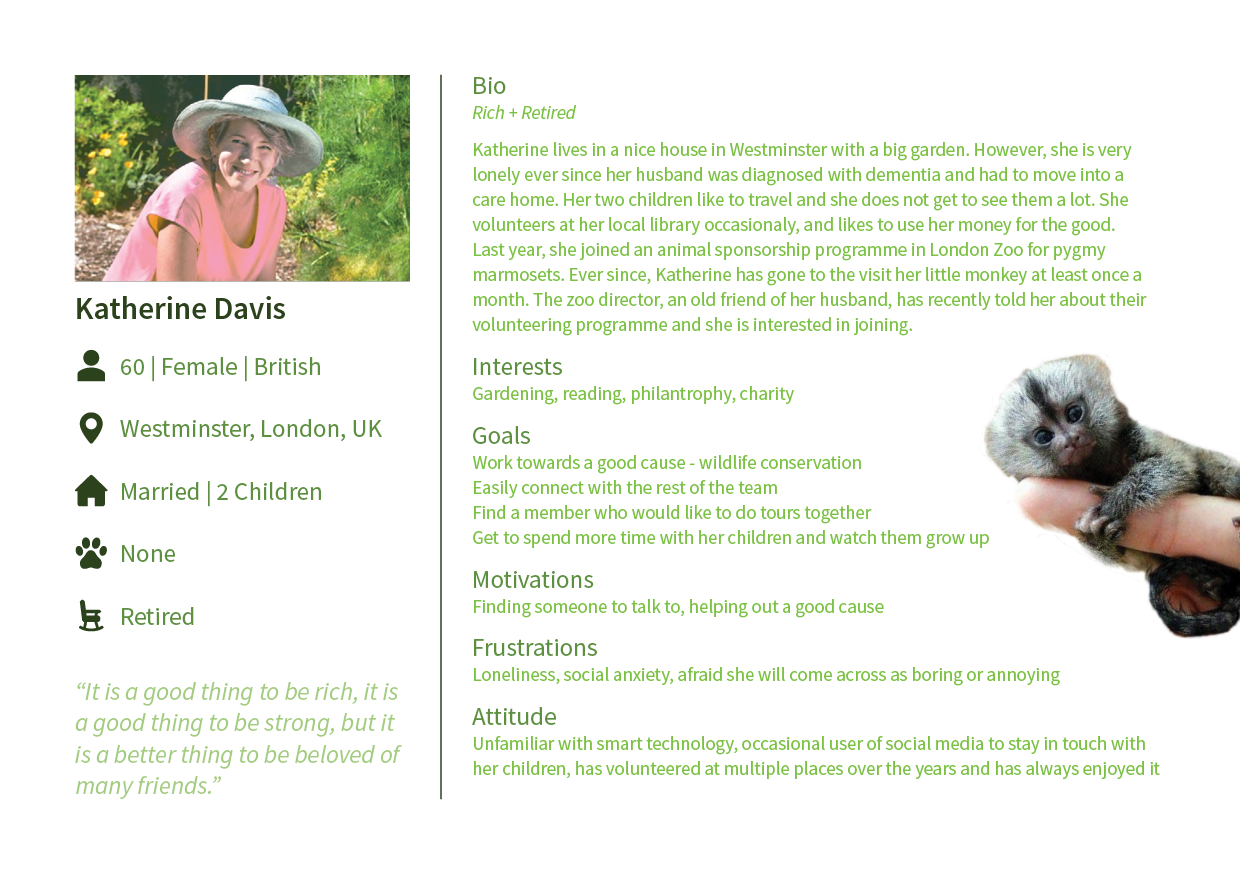 Katherine Davis
60 | Female | British
Westminster, London, UK
Married | 2 Children
None
Retired
“It is a good thing to be rich, it is
a good thing to be strong, but it
is a better thing to be beloved of
many friends.”
Bio
Rich + Retired
Katherine lives in a nice house in Westminster with a big garden. However, she is very
lonely ever since her husband was diagnosed with dementia and had to move into a
care home. Her two children like to travel and she does not get to see them a lot. She
volunteers at her local library occasionaly, and likes to use her money for the good.
Last year, she joined an animal sponsorship programme in London Zoo for pygmy
marmosets. Ever since, Katherine has gone to the visit her little monkey at least once a
month. The zoo director, an old friend of her husband, has recently told her about their
volunteering programme and she is interested in joining.
Interests
Gardening, reading, philantrophy, charity
Goals
Work towards a good cause - wildlife conservation
Easily connect with the rest of the team
Find a member who would like to do tours together
Get to spend more time with her children and watch them grow up
Motivations
Finding someone to talk to, helping out a good cause
Frustrations
Loneliness, social anxiety, afraid she will come across as boring or annoying
Attitude
Unfamiliar with smart technology, occasional user of social media to stay in touch with
her children, has volunteered at multiple places over the years and has always enjoyed it